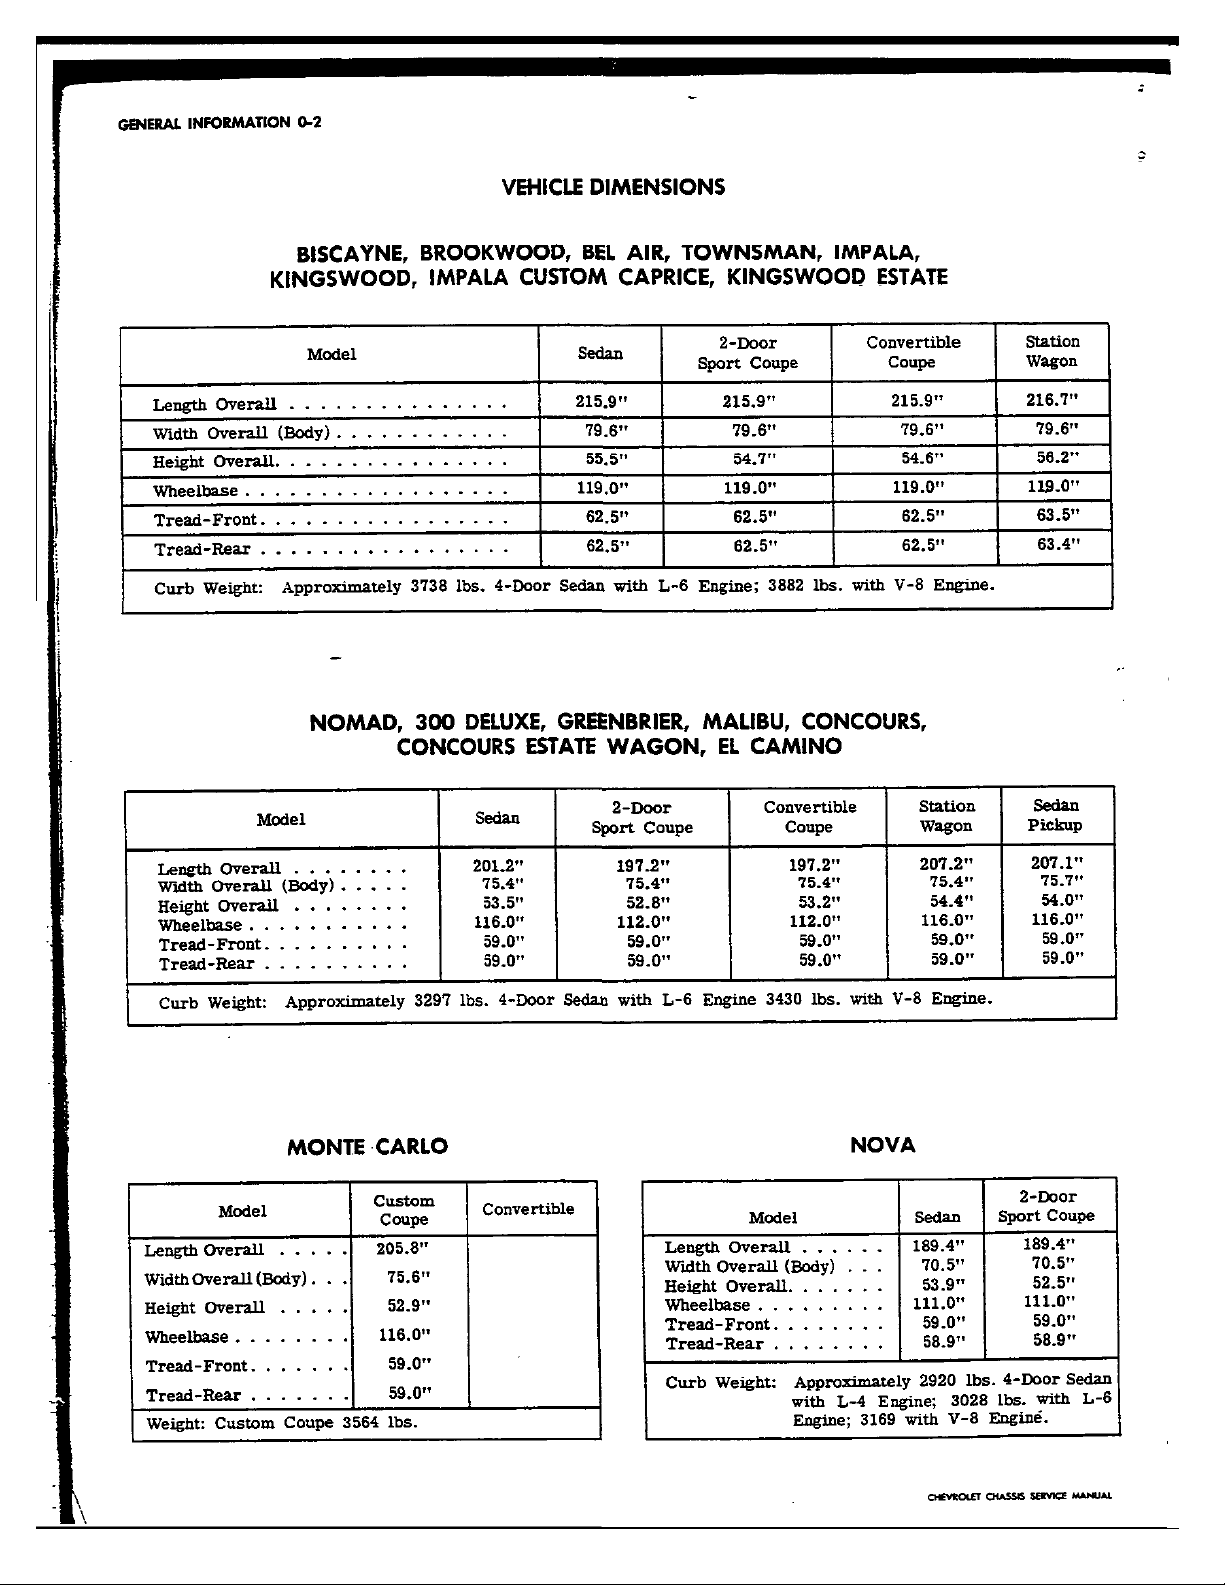 GENERAL INFORMATION 0-2
VEHICLE DIMENSIONS
BISCAYNE, BROOKWOOD, BEL AIR, TOWNSMAN, IMPALA,
KINGSWOOD, IMPALA CUSTOM CAPRICE, KINGSWOOD ESTATE
Model Sedan 2-Door Sport Coupe Convertible Coupe Station Wagon
Length Overall . . . . . . . . . . . . . . . 215.9" 215.9" 215.9" 216.7"
Width Overall (Body) . . . . . . . . . . . . 79.6" 79.6" 79.6" 79.6"
Height Overall. . . . . . . . . . . . . . . . 55.5" 54.7" 54.6" 56.2"
Wheelbase . . . . . . . . . . . . . . . . . . 119.0" 119.0" 119.0" 119.0"
Tread-Front. . . . . . . . . . . . . . . . . 62.5" 62.5" 62.5" 63.5"
Tread-Rear . . . . . . . . . . . . . . . . . 62.5" 62.5" 62.5" 63.4"
Curb Weight: Approximately 3738 lbs. 4-Door Sedan with L-6 Engine; 3882 lbs. with V-8 Engine.
NOMAD, 300 DELUXE, GREENBRIER, MALIBU, CONCOURS,
CONCOURS ESTATE WAGON, EL CAMINO
Model Sedan 2-Door Sport Coupe Convertible Coupe Station Wagon Sedan Pickup
Length Overall . . . . . . . . 201.2" 197.2" 197.2" 207.2" 207.1"
Width Overall (Body) . . . . . 75.4" 75.4" 75.4" 75.4" 75.7"
Height Overall . . . . . . . . 53.5" 52.8" 53.2" 54.4" 54.0"
Wheelbase . . . . . . . . . . . 116.0" 112.0" 112.0" 116.0" 116.0"
Tread-Front. . . . . . . . . . 59.0" 59.0" 59.0" 59.0" 59.0"
Tread-Rear . . . . . . . . . . 59.0" 59.0" 59.0" 59.0" 59.0"
Curb Weight: Approximately 3297 lbs. 4-Door Sedan with L-6 Engine 3430 lbs. with V-8 Engine.
MONTE CARLO
Model Custom Coupe Convertible
Length Overall . . . . . 205.8"
Width Overall (Body) . . . 75.6"
Height Overall . . . . . 52.9"
Wheelbase . . . . . . . . 116.0"
Tread-Front. . . . . . . 59.0"
Tread-Rear . . . . . . . 59.0"
Weight: Custom Coupe 3564 lbs.
NOVA
Model Sedan 2-Door Sport Coupe
Length Overall . . . . . . 189.4" 189.4"
Width Overall (Body) . . . 70.5" 70.5"
Height Overall. . . . . . . 53.9" 52.5"
Wheelbase . . . . . . . . . 111.0" 111.0"
Tread-Front. . . . . . . . 59.0" 59.0"
Tread-Rear . . . . . . . . 58.9" 58.9"
Curb Weight: Approximately 2920 lbs. 4-Door Sedan
with L-4 Engine; 3028 lbs. with L-6
Engine; 3169 with V-8 Engine.
CHEVROLET CHASSIS SERVICE MANUAL